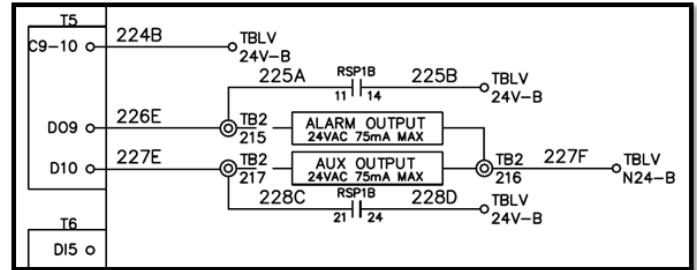 T5
C9-10 224B TBLV
24V-B
225A RSP1B 225B TBLV
11 14 24V-B
DO9 226E TB2 ALARM OUTPUT
215 24VAC 75mA MAX
D10 227E TB2 AUX OUTPUT TB2 227F TBLV
217 24VAC 75mA MAX 216 N24-B
228C RSP1B 228D TBLV
21 24 24V-B
T6
DI5